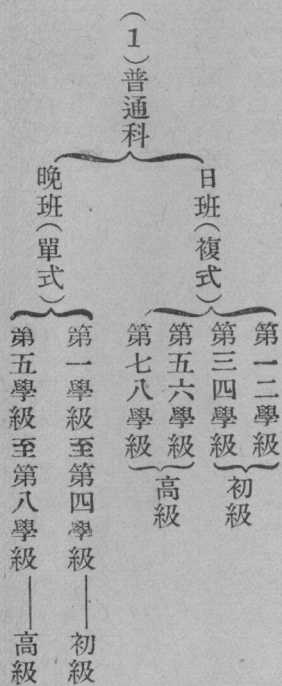 （1）普通科
日班（複式）
第一二學級
第三四學級
初級
第五六學級
第七八學級
高級
晚班（單式）
第一學級至第四學級——初級
第五學級至第八學級——高級